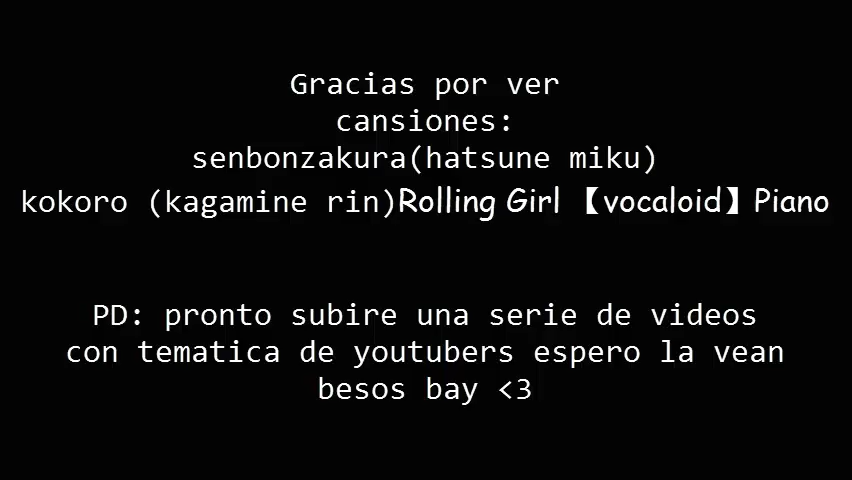 Gracias por ver
cansiones:
senbonzakura(hatsune miku)
kokoro (kagamine rin)Rolling Girl 【vocaloid】Piano
PD: pronto subire una serie de videos
con tematica de youtubers espero la vean
besos bay <3